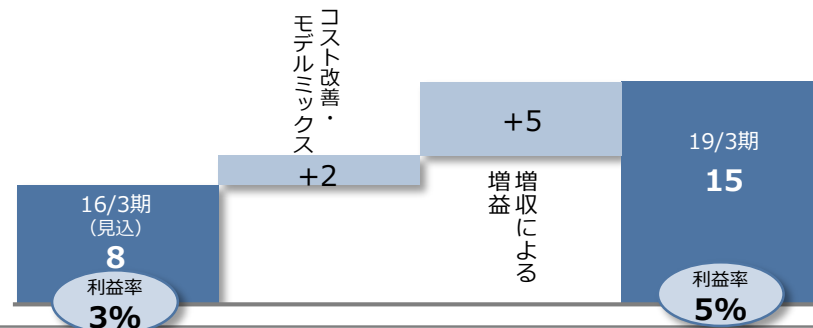 16/3期
(見込)
8
利益率
3%
コスト改善・
モデルミックス
+2
+5
増収による
増益
19/3期
15
利益率
5%